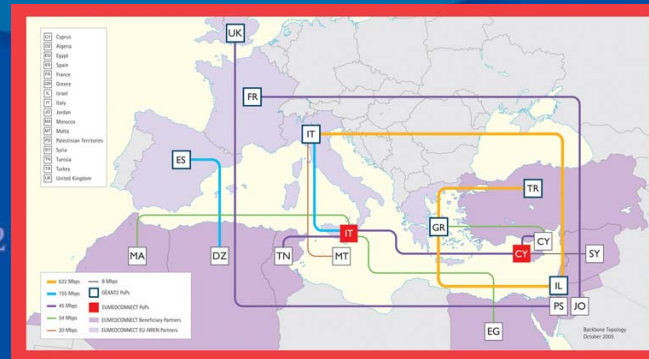 CY Cyprus
DZ Algeria
EG Egypt
ES Spain
FR France
GR Greece
IL Israel
IT Italy
JO Jordan
MA Morocco
MT Malta
PS Palestinian Territories
SY Syria
TN Tunisia
TR Turkey
UK United Kingdom
UK
FR
IT
ES
TR
GR
IT
CY
CY
MA
DZ
TN
MT
SY
IL
PS
JO
EG
622 Mbps
155 Mbps
45 Mbps
34 Mbps
20 Mbps
8 Mbps
GÉANT2 PoPs
EUMEDCONNECT PoPs
EUMEDCONNECT Beneficiary Partners
EUMEDCONNECT EU-NREN Partners
Backbone Topology
October 2005
2